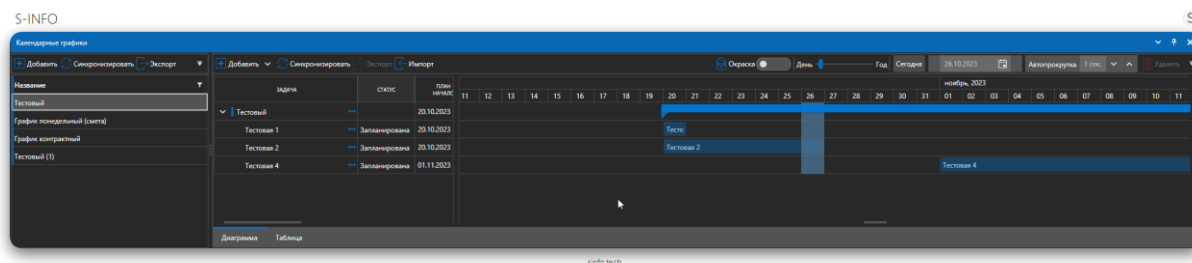 S-INFO
Календарные графики
Добавить Синхронизировать Экспорт
Добавить Синхронизировать Экспорт Импорт Окраска День Год Сегодня 26.10.2023 Автопрокрутка 1 сек. Удалить
Название
ЗАДАЧА СТАТУС ПЛАН НАЧАЛС
ноябрь, 2023
11 12 13 14 15 16 17 18 19 20 21 22 23 24 25 26 27 28 29 30 31 01 02 03 04 05 06 07 08 09 10 11
Тестовый
График понедельный (смета)
График контрактный
Тестовый (1)
Тестовый 20.10.2023
Тестовая 1 Запланирована 20.10.2023 Тесто
Тестовая 2 Запланирована 20.10.2023 Тестовая 2
Тестовая 4 Запланирована 01.11.2023 Тестовая 4
Диаграмма Таблица